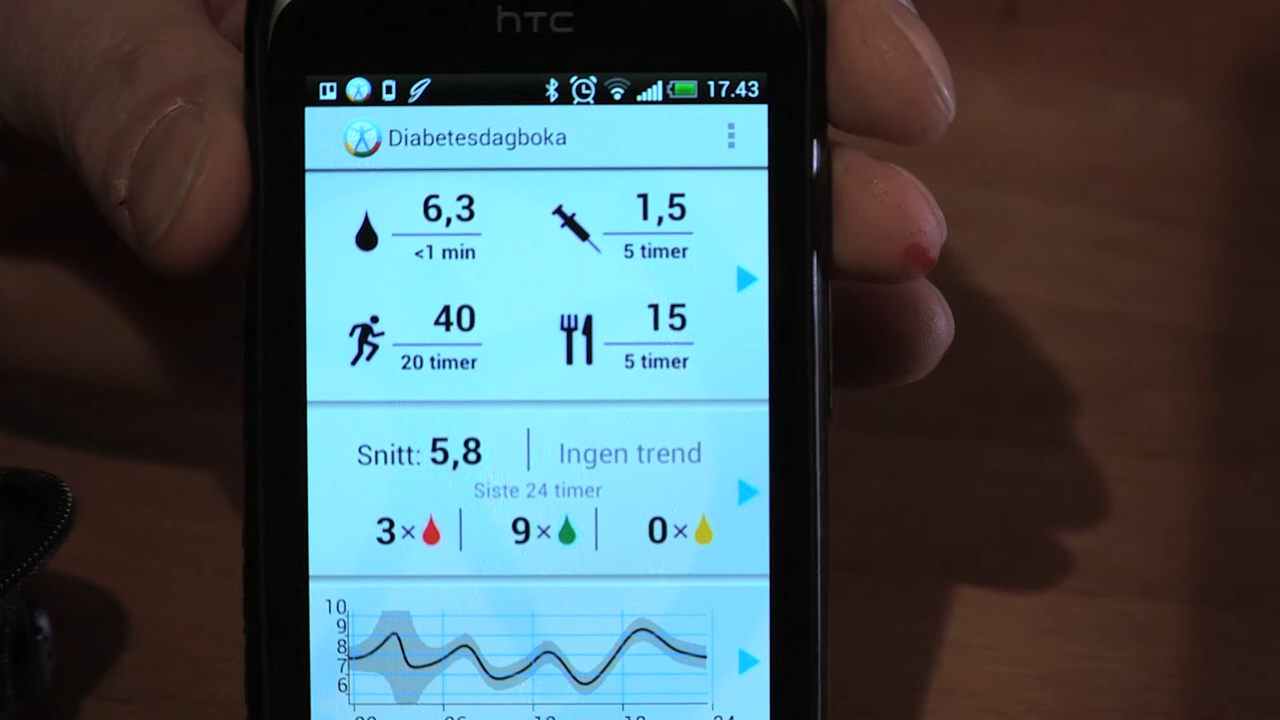 hTC
17.43
Diabetesdagboka
6,3
<1 min
1,5
5 timer
40
20 timer
15
5 timer
Snitt: 5,8
Ingen trend
Siste 24 timer
3×
9×
0×
10
9
8
7
6